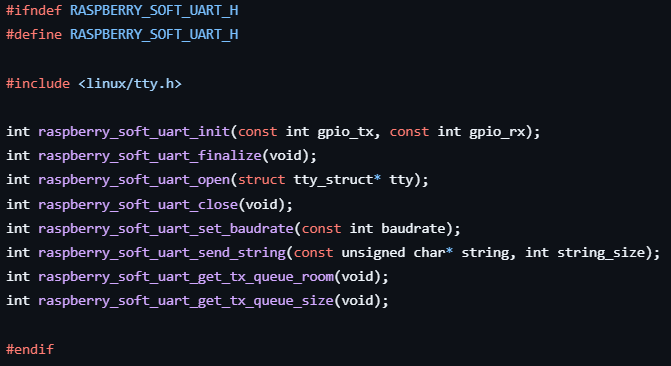 #ifndef RASPBERRY_SOFT_UART_H
#define RASPBERRY_SOFT_UART_H
#include <linux/tty.h>
int raspberry_soft_uart_init(const int gpio_tx, const int gpio_rx);
int raspberry_soft_uart_finalize(void);
int raspberry_soft_uart_open(struct tty_struct* tty);
int raspberry_soft_uart_close(void);
int raspberry_soft_uart_set_baudrate(const int baudrate);
int raspberry_soft_uart_send_string(const unsigned char* string, int string_size);
int raspberry_soft_uart_get_tx_queue_room(void);
int raspberry_soft_uart_get_tx_queue_size(void);
#endif